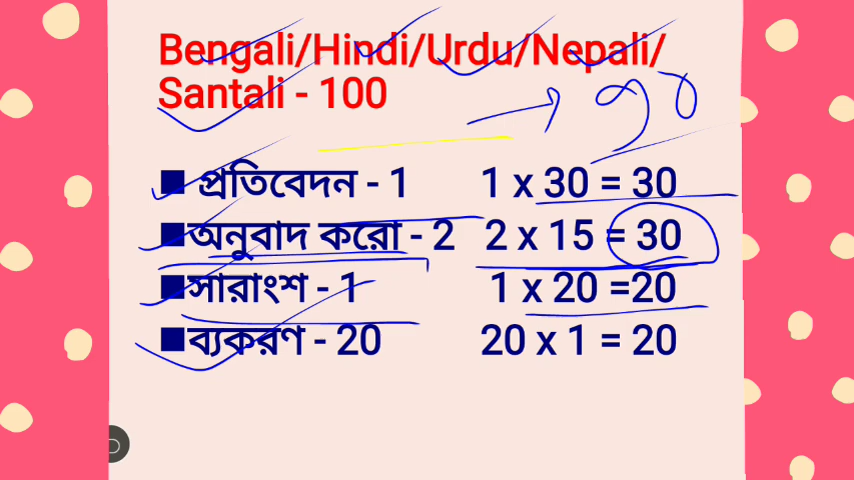 Bengali/Hindi/Urdu/Nepali/
Santali - 100
■ প্রতিবেদন - 1 1 x 30 = 30
■অনুবাদ করো - 2 2 x 15 = 30
■সারাংশ - 1 1 x 20 =20
■ব্যকরণ - 20 20 x 1 = 20